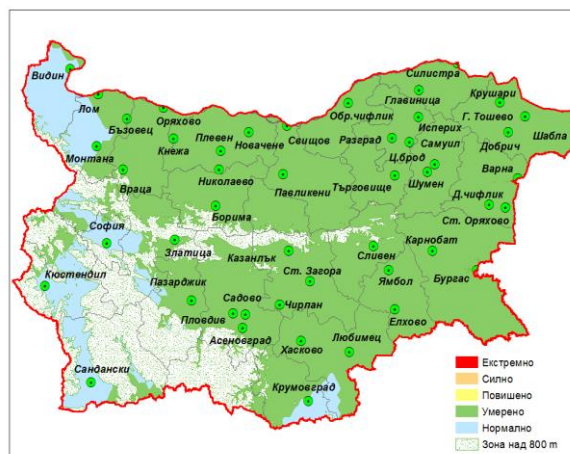 Видин
Силистра
Лом
Главиница
Крушари
Оряхово
Обр.чифлик
Г. Тошево
Бъзовец
Плевен
Исперих
Кнежа
Новачене
Свищов
Разград
Самуил
Шабла
Добрич
Монтана
Ц.брод
Варна
Враца
Николаево
Павликени
Търговище
Шумен
Д.чифлик
Борима
Ст. Оряхово
София
Златица
Казанлък
Сливен
Карнобат
Кюстендил
Ст. Загора
Ямбол
Бургас
Пазарджик
Садово
Чирпан
Пловдив
Елхово
Асеновград
Хасково
Любимец
Сандански
Крумовград
Екстремно
Силно
Повишено
Умерено
Нормално
Зона над 800 m